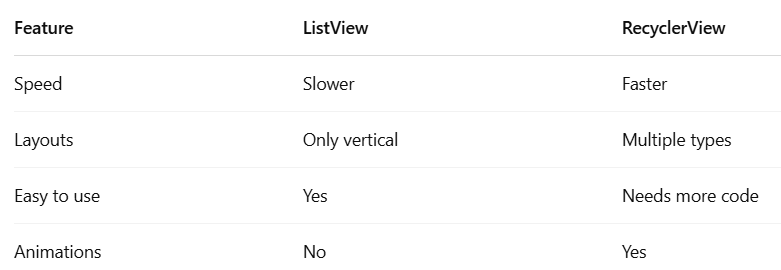 Feature ListView RecyclerView
Speed Slower Faster
Layouts Only vertical Multiple types
Easy to use Yes Needs more code
Animations No Yes